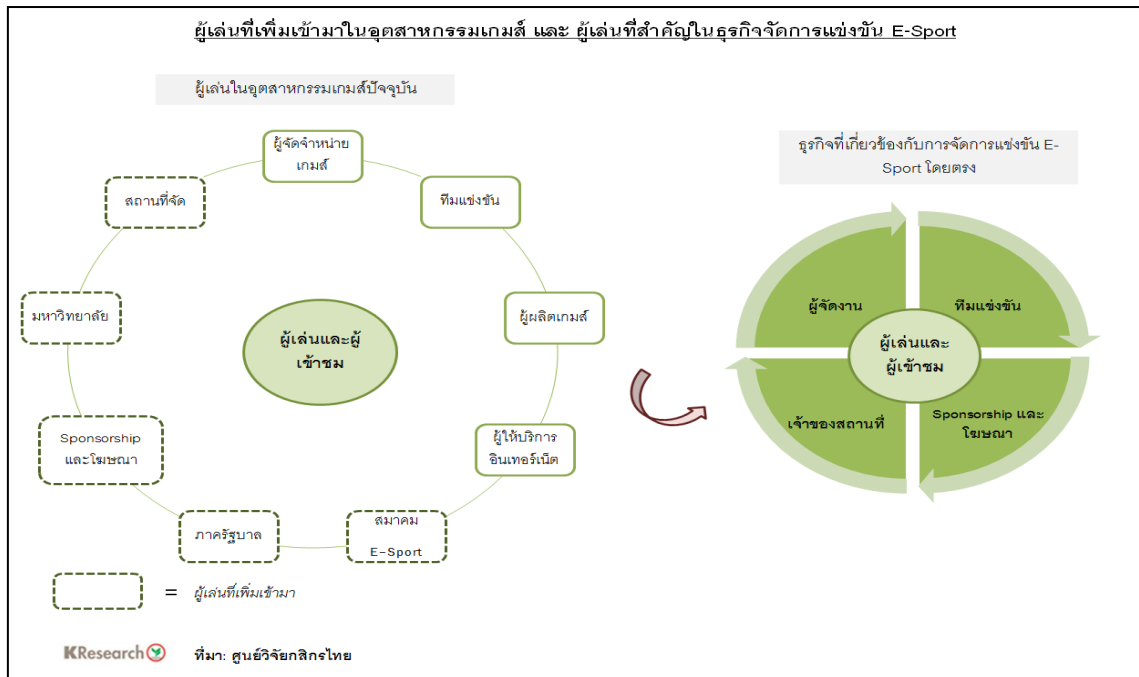 ผู้เล่นที่เพิ่มเข้ามาในอุตสาหกรรมเกมส์ และ ผู้เล่นที่สำคัญในธุรกิจจัดการแข่งขัน E-Sport
ผู้เล่นในอุตสาหกรรมเกมส์ปัจจุบัน
ผู้จัดจำหน่าย
เกมส์
สถานที่จัด
ทีมแข่งขัน
มหาวิทยาลัย
ผู้ผลิตเกมส์
ผู้เล่นและผู้
เข้าชม
Sponsorship
และโฆษณา
ผู้ให้บริการ
อินเทอร์เน็ต
ภาครัฐบาล
สมาคม
E-Sport
= ผู้เล่นที่เพิ่มเข้ามา
ธุรกิจที่เกี่ยวข้องกับการจัดการแข่งขัน E-
Sport โดยตรง
ผู้จัดงาน
ทีมแข่งขัน
ผู้เล่นและ
ผู้เข้าชม
เจ้าของสถานที่
Sponsorship และ
โฆษณา
KResearch
ที่มา: ศูนย์วิจัยกสิกรไทย